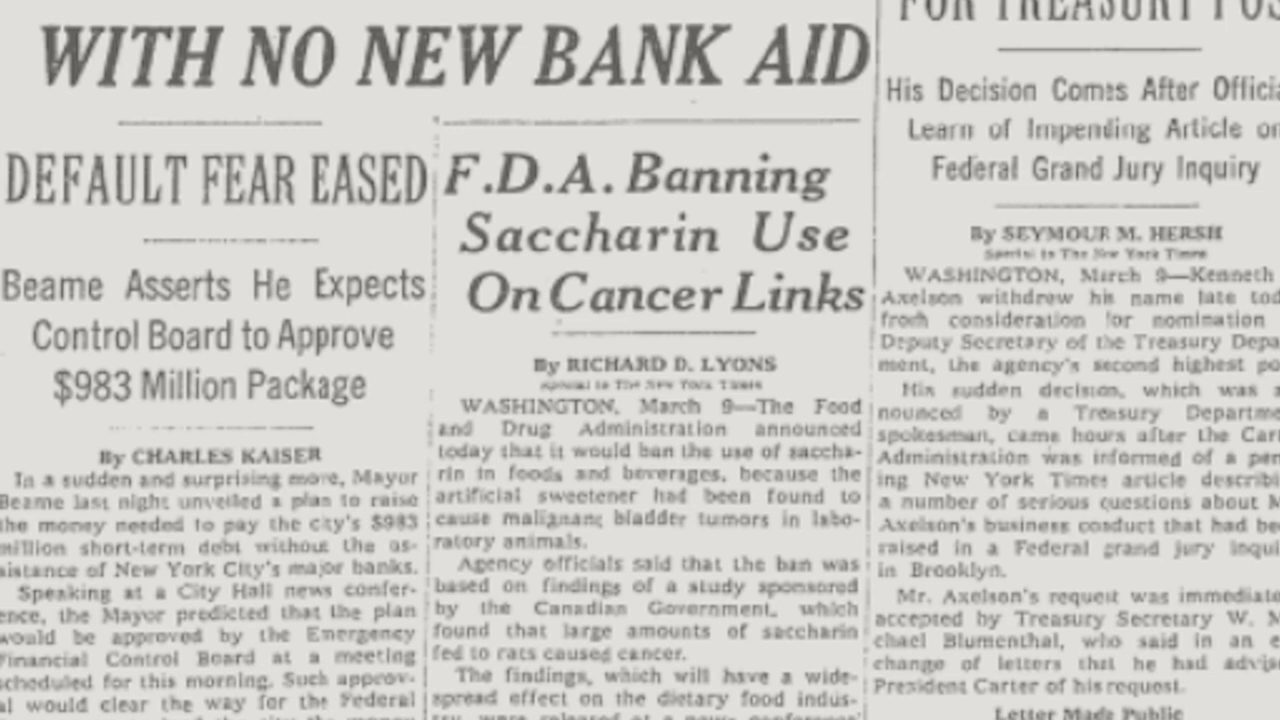 WITH NO NEW BANK AID
DEFAULT FEAR EASED
Beame Asserts He Expects
Control Board to Approve
$983 Million Package
By CHARLES KAISER
In a sudden and surprising move, Mayor
Beame last night unveiled a plan to raise
the money needed to pay the city's $983
million short-term debt without the as-
sistance of New York City's major banks.
Speaking at a City Hall news confer-
ence, the Mayor predicted that the plan
would be approved by the Emergency
Financial Control Board at a meeting
scheduled for this morning. Such approv-
al would clear the way for the Federal
F.D.A. Banning
Saccharin Use
On Cancer Links
By RICHARD D. LYONS
Special to The New York Times
WASHINGTON, March 9—The Food
and Drug Administration announced
today that it would ban the use of saccha-
rin in foods and beverages, because the
artificial sweetener had been found to
cause malignant bladder tumors in labo-
ratory animals.
Agency officials said that the ban was
based on findings of a study sponsored
by the Canadian Government, which
found that large amounts of saccharin
fed to rats caused cancer.
The findings, which will have a wide-
spread effect on the dietary food indus-
try, were released at a news conference
FOR TREASURY POS
His Decision Comes After Officia
Learn of Impending Article on
Federal Grand Jury Inquiry
By SEYMOUR M. HERSH
Special to The New York Times
WASHINGTON, March 9—Kenneth
Axelson withdrew his name late tod
from consideration for nomination
Deputy Secretary of the Treasury Depa
ment, the agency's second highest po
His sudden decision, which was a
nounced by a Treasury Departme
spokesman, came hours after the Cart
Administration was informed of a pen
ing New York Times article describi
a number of serious questions about M
Axelson's business conduct that had be
raised in a Federal grand jury inqui
in Brooklyn.
Mr. Axelson's request was immediate
accepted by Treasury Secretary W. M
chael Blumenthal, who said in an e
change of letters that he had advis
President Carter of his request.
Letter Made Public